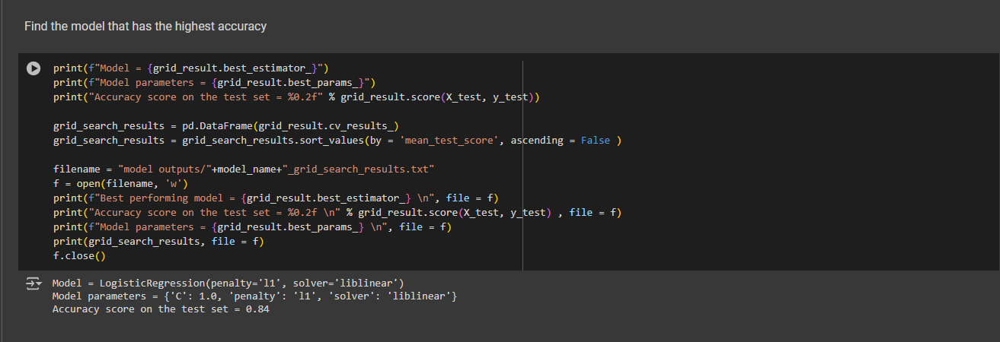 Find the model that has the highest accuracy
print(f"Model = {grid_result.best_estimator_}")
print(f"Model parameters = {grid_result.best_params_}")
print("Accuracy score on the test set = %0.2f" % grid_result.score(X_test, y_test))
grid_search_results = pd.DataFrame(grid_result.cv_results_)
grid_search_results = grid_search_results.sort_values(by = 'mean_test_score', ascending = False )
filename = "model outputs/"+model_name+"_grid_search_results.txt"
f = open(filename, 'w')
print(f"Best performing model = {grid_result.best_estimator_} \n", file = f)
print("Accuracy score on the test set = %0.2f \n" % grid_result.score(X_test, y_test) , file = f)
print(f"Model parameters = {grid_result.best_params_} \n", file = f)
print(grid_search_results, file = f)
f.close()
Model = LogisticRegression(penalty='l1', solver='liblinear')
Model parameters = {'C': 1.0, 'penalty': 'l1', 'solver': 'liblinear'}
Accuracy score on the test set = 0.84